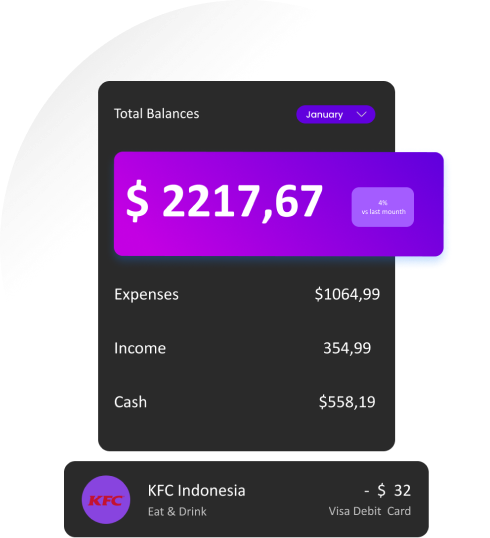 Total Balances
January
$ 2217,67
4%
vs last mounth
Expenses
$1064,99
Income
354,99
Cash
$558,19
KFC
KFC Indonesia
- $ 32
Eat & Drink
Visa Debit Card